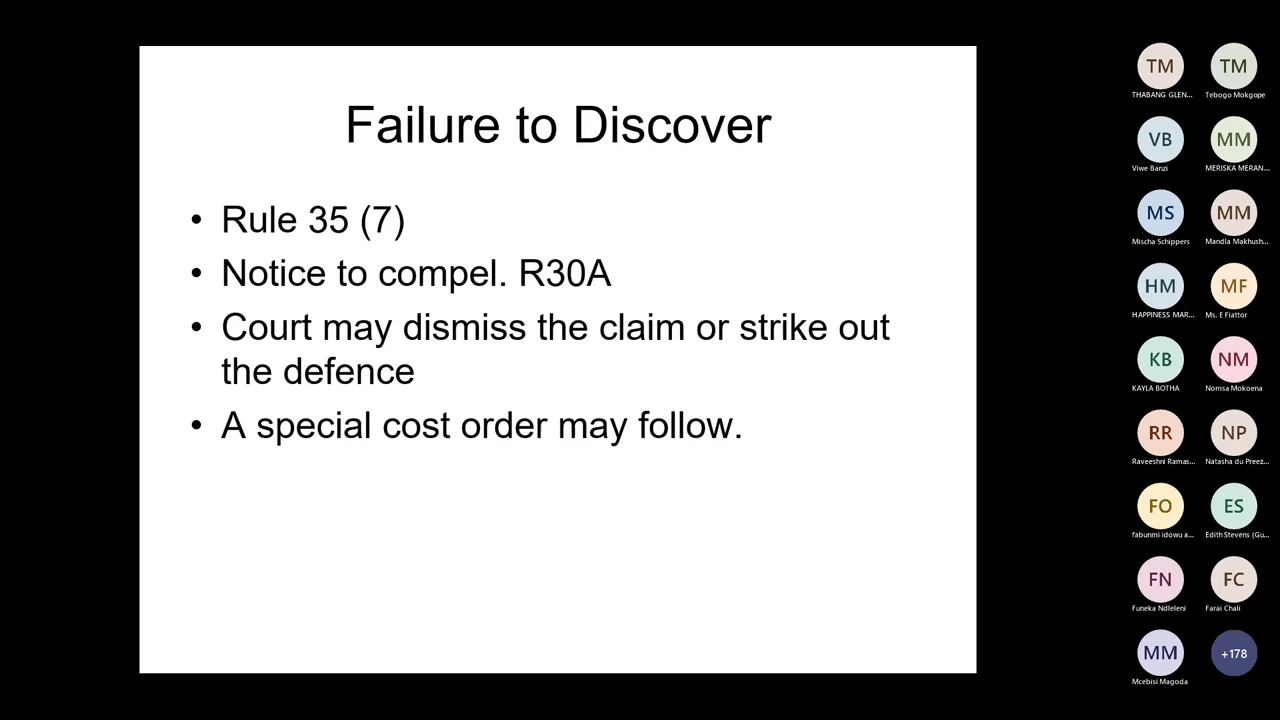 Failure to Discover
• Rule 35 (7)
• Notice to compel. R30A
• Court may dismiss the claim or strike out
the defence
• A special cost order may follow.
TM TM
THABANG GLEN... Tebogo Mokgope
VB MM
Viwe Banzi MERISKA MERAN...
MS MM
Mischa Schippers Mandla Makhush...
HM MF
HAPPINESS MAR... Ms. E Fiattor
KB NM
KAYLA BOTHA Nomsa Mokoena
RR NP
Raveeshni Ramas... Natasha du Preez...
FO ES
fabunmi idowu a... Edith Stevens (Gu...
FN FC
Funeka Ndleleni Farai Chali
MM +178
Mcebisi Magoda